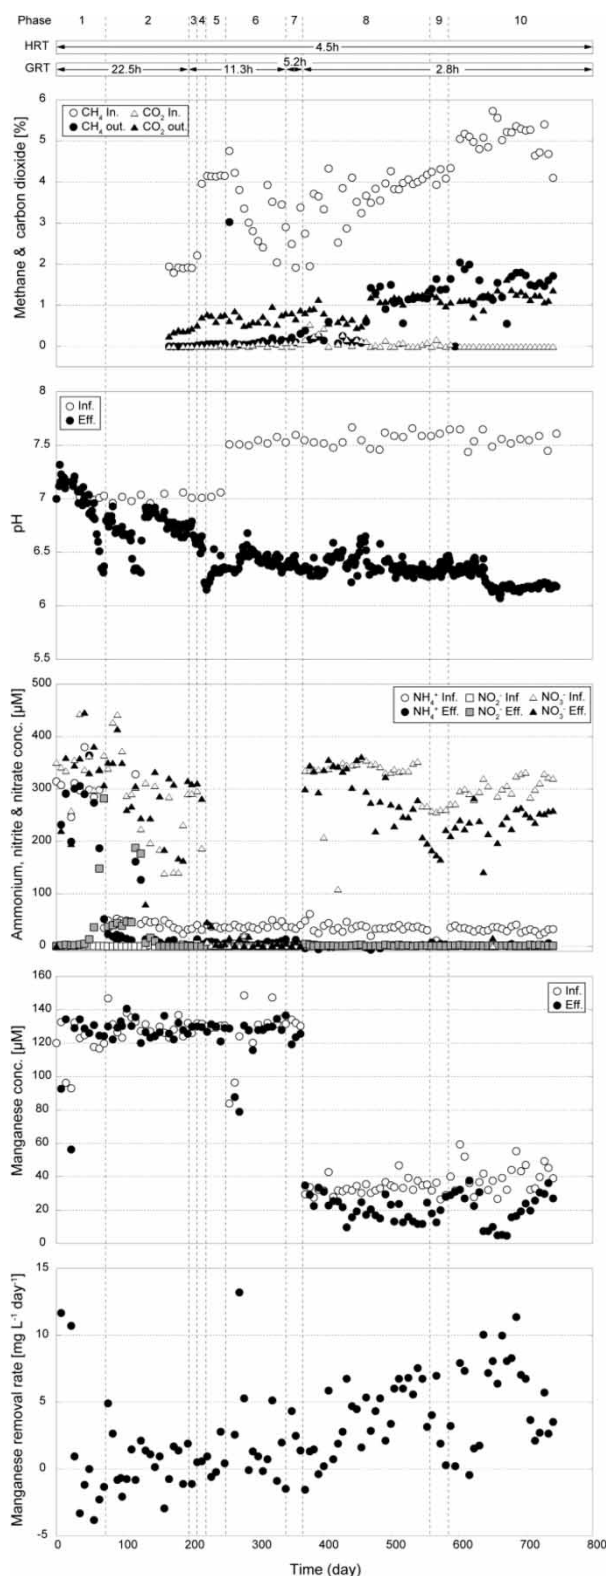 Phase 1 2 3 4 5 6 7 8 9 10
HRT 4.5h
5.2h
GRT 22.5h 11.3h 2.8h
6
CH₄ In. CO₂ In.
CH₄ out. CO₂ out.
5
4
3
2
1
0
Methane & carbon dioxide [%]
8
Inf.
Eff.
7.5
7
6.5
6
5.5
pH
500
NH₄⁺ Inf. NO₂⁻ Inf NO₃⁻ Inf.
NH₄⁺ Eff. NO₂⁻ Eff. NO₃⁻ Eff.
400
300
200
100
0
Ammonium, nitrite & nitrate conc. [µM]
160
Inf.
Eff.
140
120
100
80
60
40
20
0
Manganese conc. [µM]
15
10
5
0
-5
Manganese removal rate [mg L⁻¹ day⁻¹]
0 100 200 300 400 500 600 700 800
Time (day)